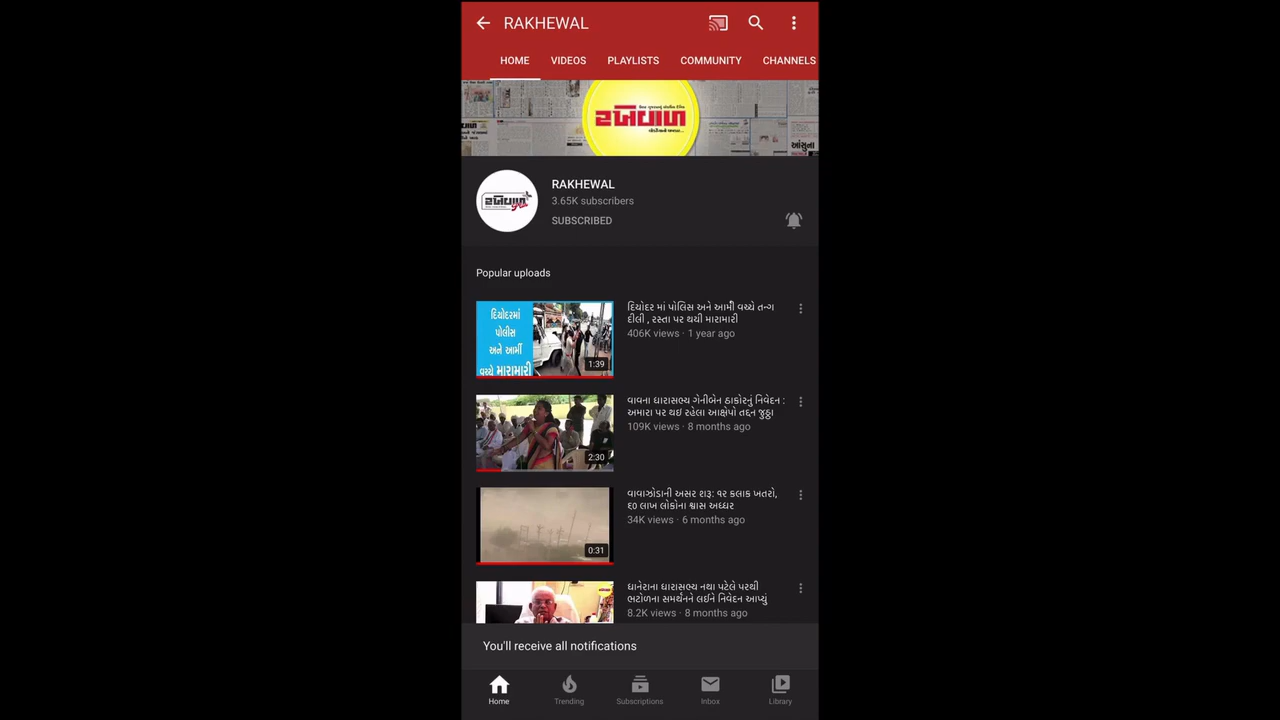 RAKHEWAL
HOME VIDEOS PLAYLISTS COMMUNITY CHANNELS
રખેવાળ
આંસુના
RAKHEWAL
3.65K subscribers
SUBSCRIBED
રખેવાળ
Popular uploads
દિયોદરમાં
પોલીસ
અને આર્મી
વચ્ચે મારામારી
1:39
દિયોદર માં પોલિસ અને આર્મી વચ્ચે તન્ગ
દીલી , રસ્તા પર થયી મારામારી
406K views · 1 year ago
2:30
વાવના ધારાસભ્ય ગેનીબેન ઠાકોરનું નિવેદન :
અમારા પર થઇ રહેલા આક્ષેપો તદ્દન જુઠ્ઠા
109K views · 8 months ago
0:31
વાવાઝોડાની અસર શરૂ: ૧૨ કલાક ખતરો,
૬૦ લાખ લોકોના શ્વાસ અધ્ધર
34K views · 6 months ago
ધાનેરાના ધારાસભ્ય નથા પટેલે પરથી
ભટોળના સમર્થનને લઈને નિવેદન આપ્યું
8.2K views · 8 months ago
You'll receive all notifications
Home Trending Subscriptions Inbox Library